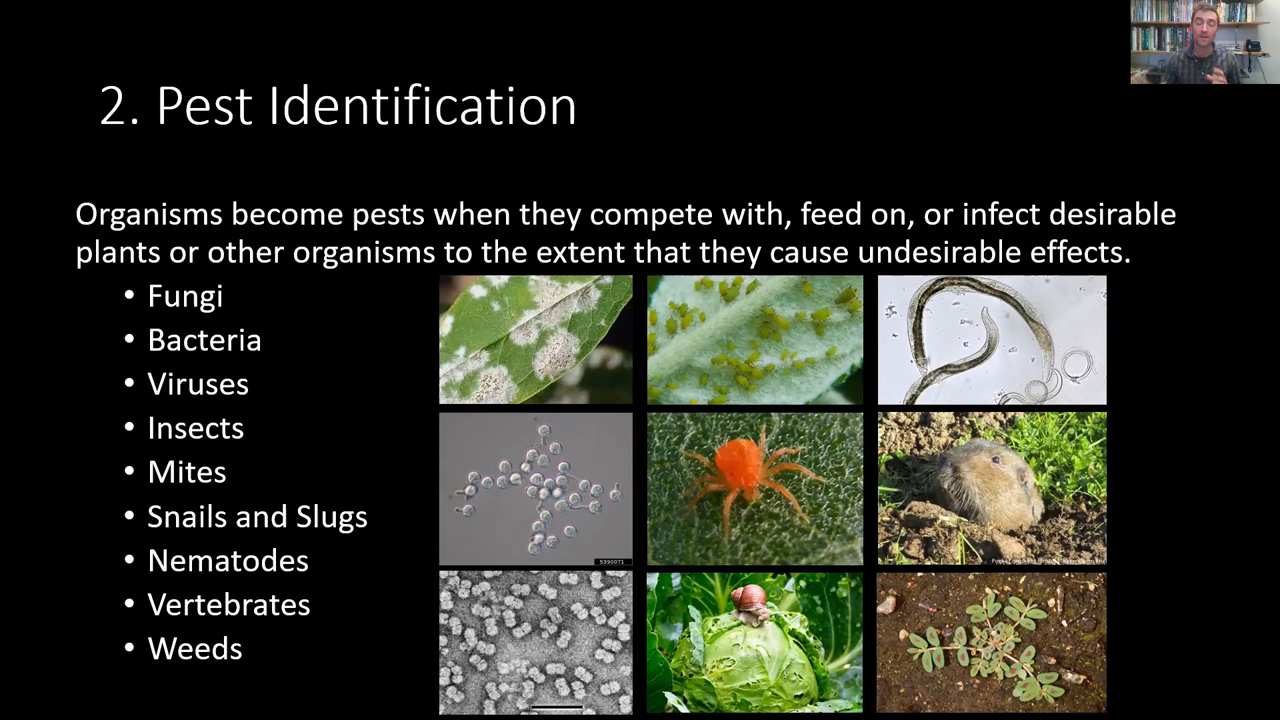 2. Pest Identification
Organisms become pests when they compete with, feed on, or infect desirable
plants or other organisms to the extent that they cause undesirable effects.
• Fungi
• Bacteria
• Viruses
• Insects
• Mites
• Snails and Slugs
• Nematodes
• Vertebrates
• Weeds
5390071